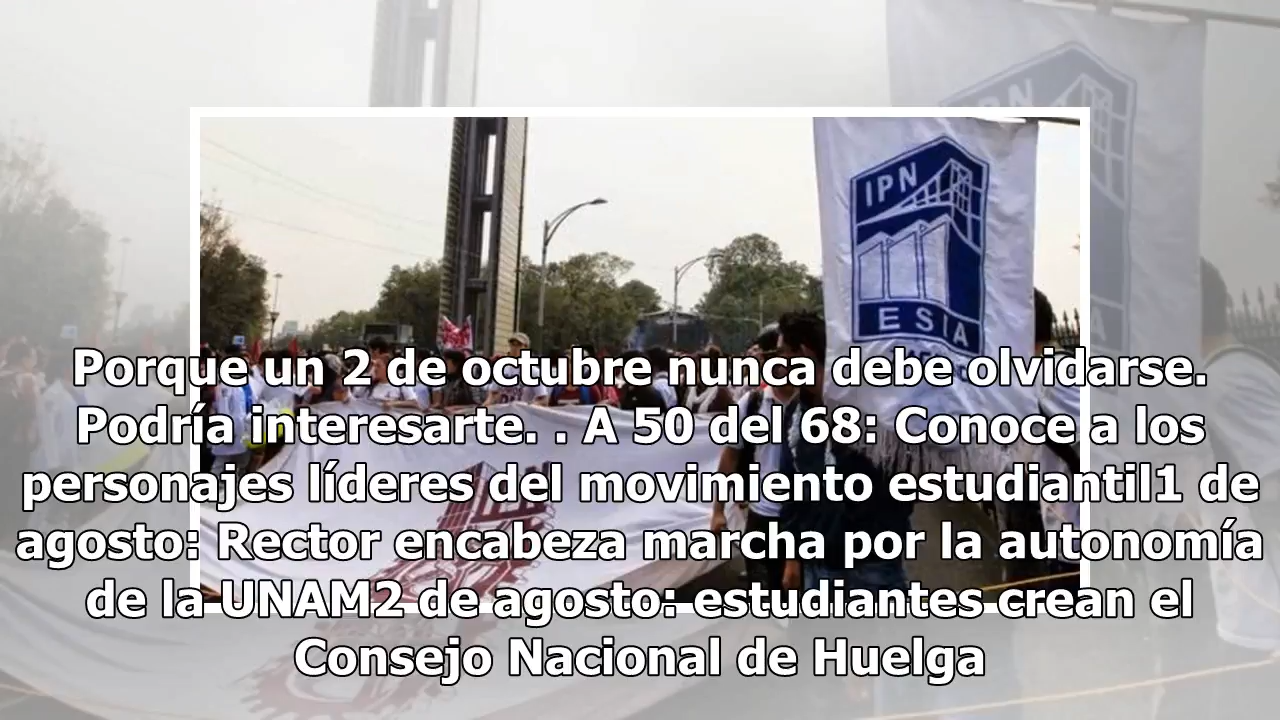 IPN
ESIA
Porque un 2 de octubre nunca debe olvidarse.
Podría interesarte. . A 50 del 68: Conoce a los
personajes líderes del movimiento estudiantil1 de
agosto: Rector encabeza marcha por la autonomía
de la UNAM2 de agosto: estudiantes crean el
Consejo Nacional de Huelga